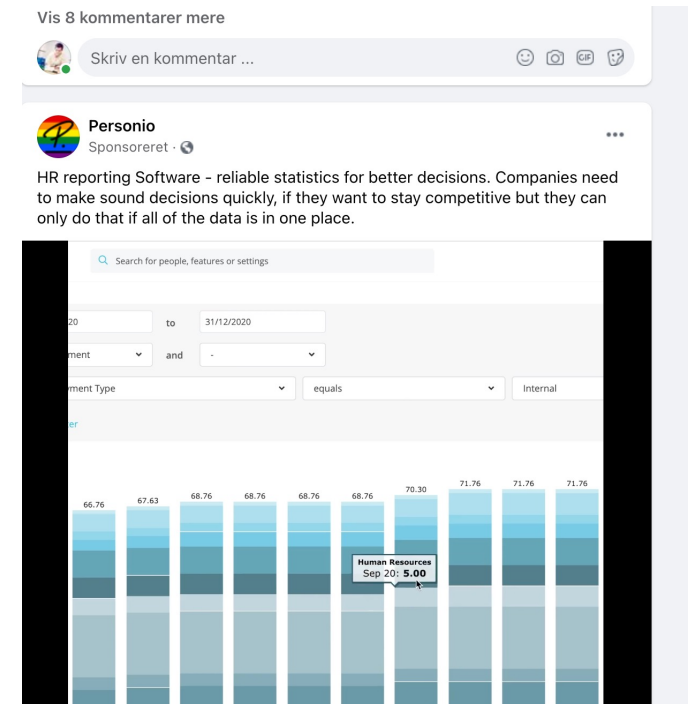 Vis 8 kommentarer mere
Skriv en kommentar ...
GIF
Personio
Sponsoreret ·
HR reporting Software - reliable statistics for better decisions. Companies need
to make sound decisions quickly, if they want to stay competitive but they can
only do that if all of the data is in one place.
Search for people, features or settings
20 to 31/12/2020
ment and -
ment Type equals Internal
er
66.76 67.63 68.76 68.76 68.76 68.76 70.30 71.76 71.76 71.76
Human Resources
Sep 20: 5.00